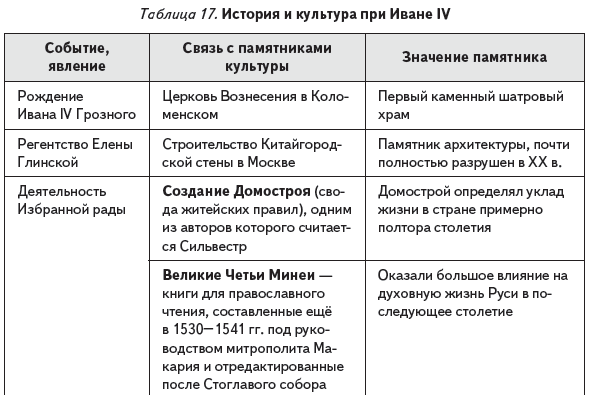 Таблица 17. История и культура при Иване IV
Событие,
явление
Связь с памятниками
культуры
Значение памятника
Рождение
Ивана IV Грозного
Церковь Вознесения в Коло-
менском
Первый каменный шатровый
храм
Регентство Елены
Глинской
Строительство Китайгород-
ской стены в Москве
Памятник архитектуры, почти
полностью разрушен в XX в.
Деятельность
Избранной рады
Создание Домостроя (сво-
да житейских правил), одним
из авторов которого считает-
ся Сильвестр
Домострой определял уклад
жизни в стране примерно
полтора столетия
Великие Четьи Минеи —
книги для православного
чтения, составленные ещё
в 1530—1541 гг. под руко-
водством митрополита Ма-
кария и отредактированные
после Стоглавого собора
Оказали большое влияние на
духовную жизнь Руси в по-
следующее столетие